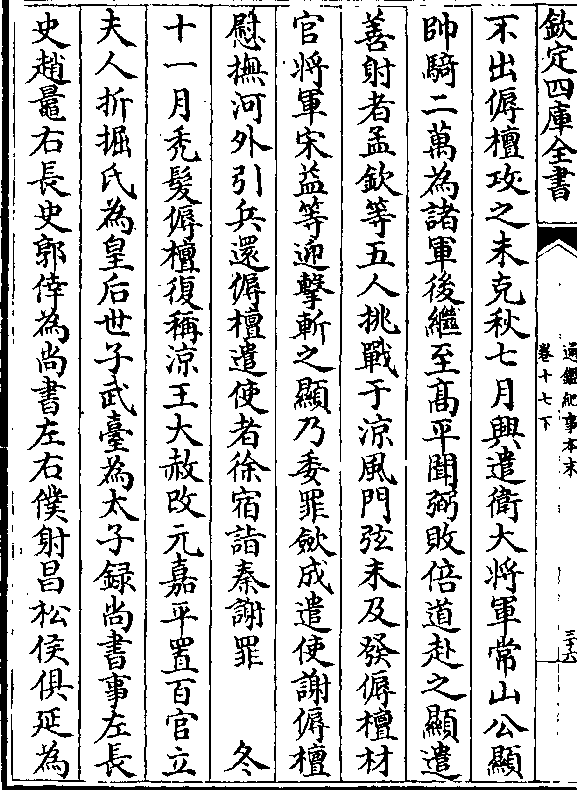 欽定四庫全書
通鑑紀事本末
卷十七下
三十六
不出傉檀攻之未克秋七月興遣衛大將軍常山公顯
帥騎二萬為諸軍後繼至髙平聞弼敗倍道赴之顯遣
善射者孟欽等五人挑戰于涼風門弦未及發傉檀材
官將軍宋益等迎擊斬之顯乃委罪歛成遣使謝傉檀
慰撫河外引兵還傉檀遣使者徐宿詣秦謝罪　冬
十一月秃髮傉檀復稱涼王大赦改元嘉平置百官立
夫人折掘氏為皇后世子武臺為太子録尚書事左長
史趙鼂右長史郭倖為尚書左右僕射昌松侯俱延為